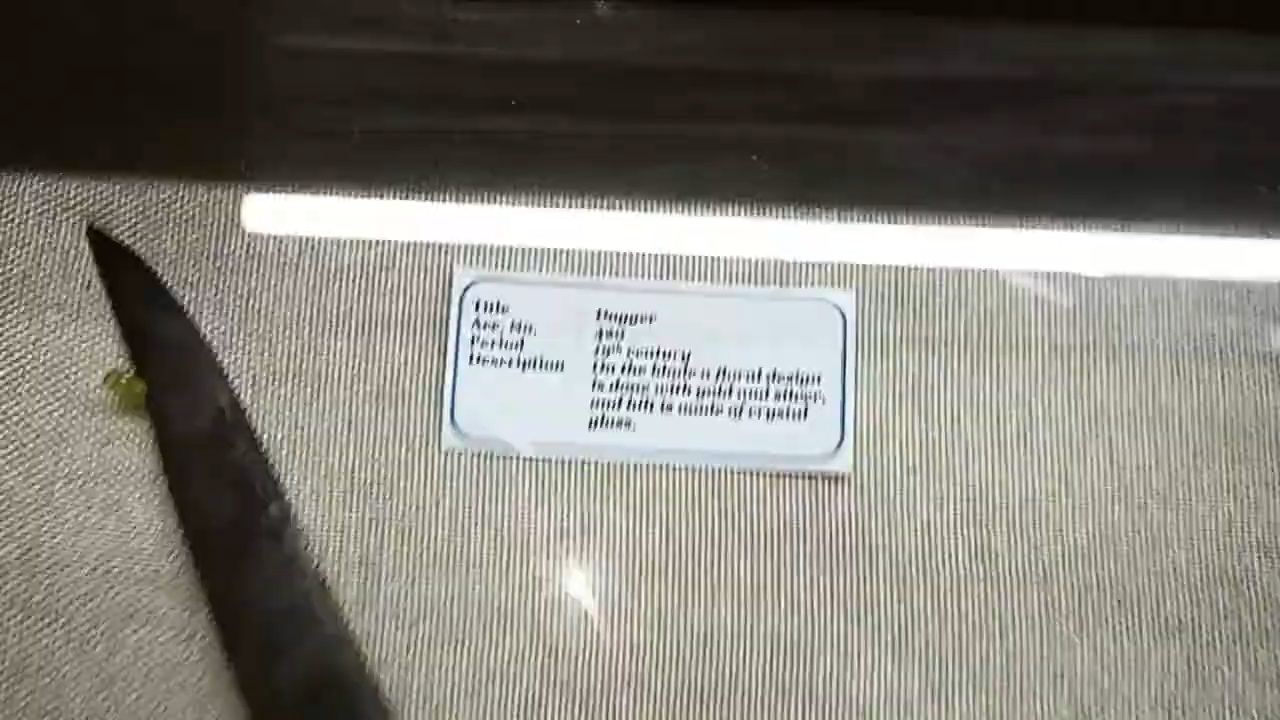 Title Dagger
Acc. No.
Period century
Description On the blade a floral design
is done with gold and silver,
and hilt is made of crystal
glass.